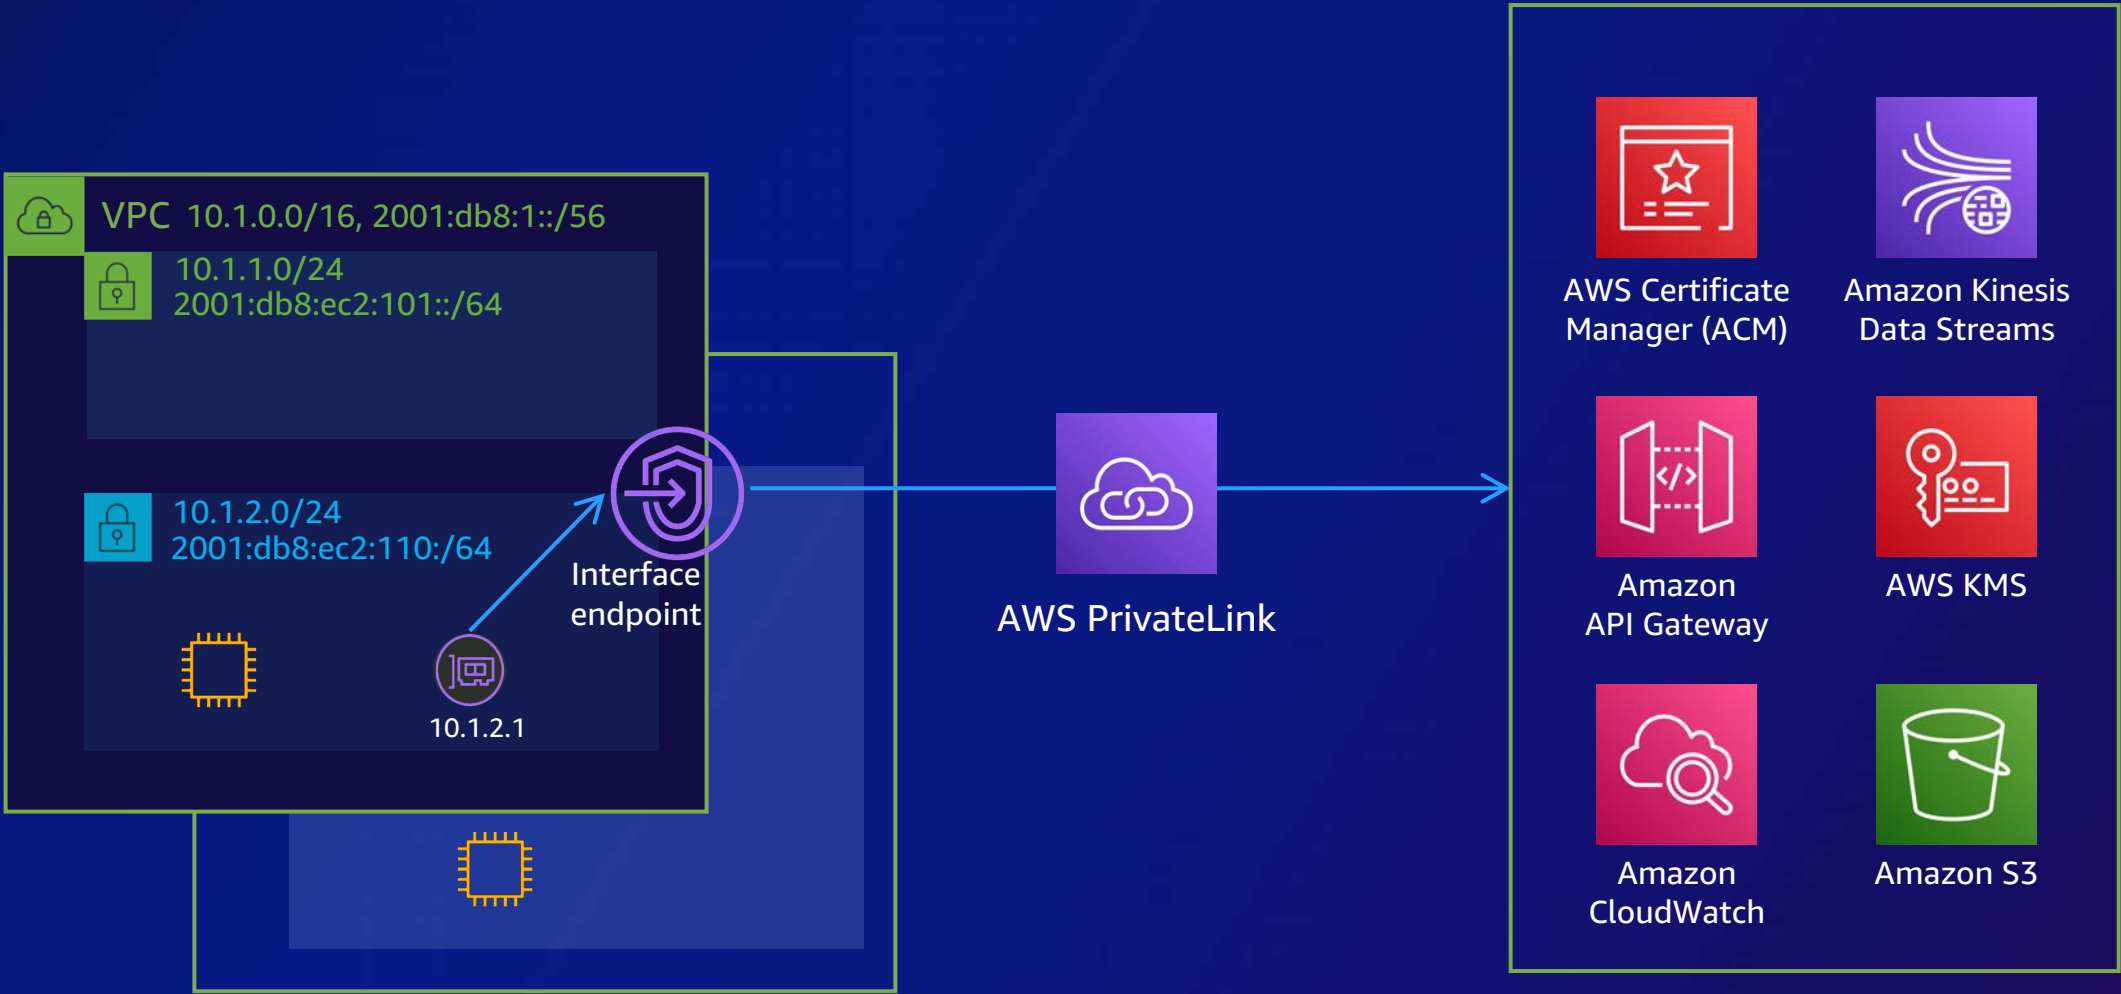 VPC 10.1.0.0/16, 2001:db8:1::/56
10.1.1.0/24
2001:db8:ec2:101::/64
10.1.2.0/24
2001:db8:ec2:110:/64
Interface
endpoint
10.1.2.1
AWS PrivateLink
AWS Certificate
Manager (ACM)
Amazon Kinesis
Data Streams
Amazon
API Gateway
AWS KMS
Amazon
CloudWatch
Amazon S3